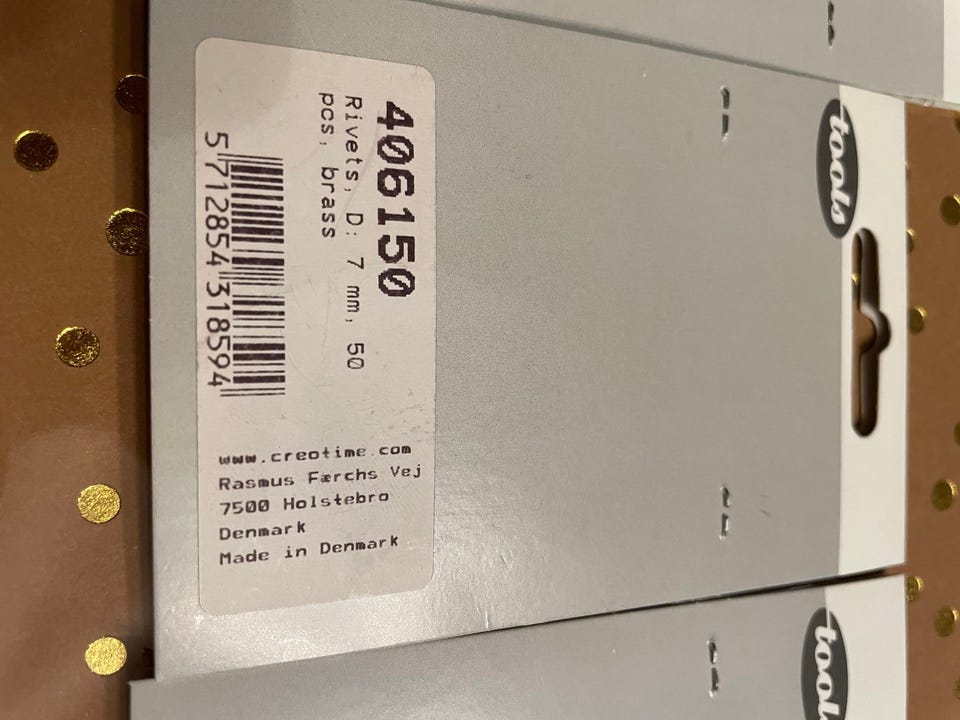 tools
406150
Rivets, D: 7 mm, 50
pcs, brass
5 712854 318594
www.creotime.com
Rasmus Færchs Vej
7500 Holstebro
Denmark
Made in Denmark
tools